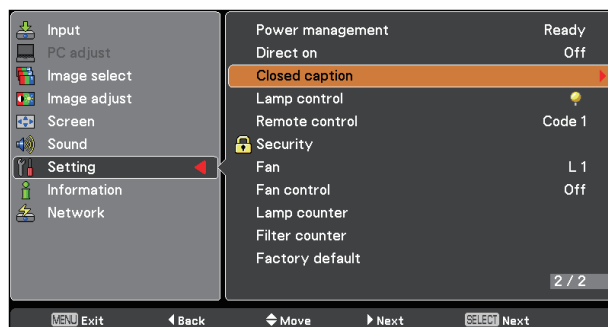 Input
PC adjust
Image select
Image adjust
Screen
Sound
Setting
Information
Network
Power management Ready
Direct on Off
Closed caption
Lamp control
Remote control Code 1
Security
Fan L 1
Fan control Off
Lamp counter
Filter counter
Factory default
2 / 2
MENU Exit Back Move Next SELECT Next